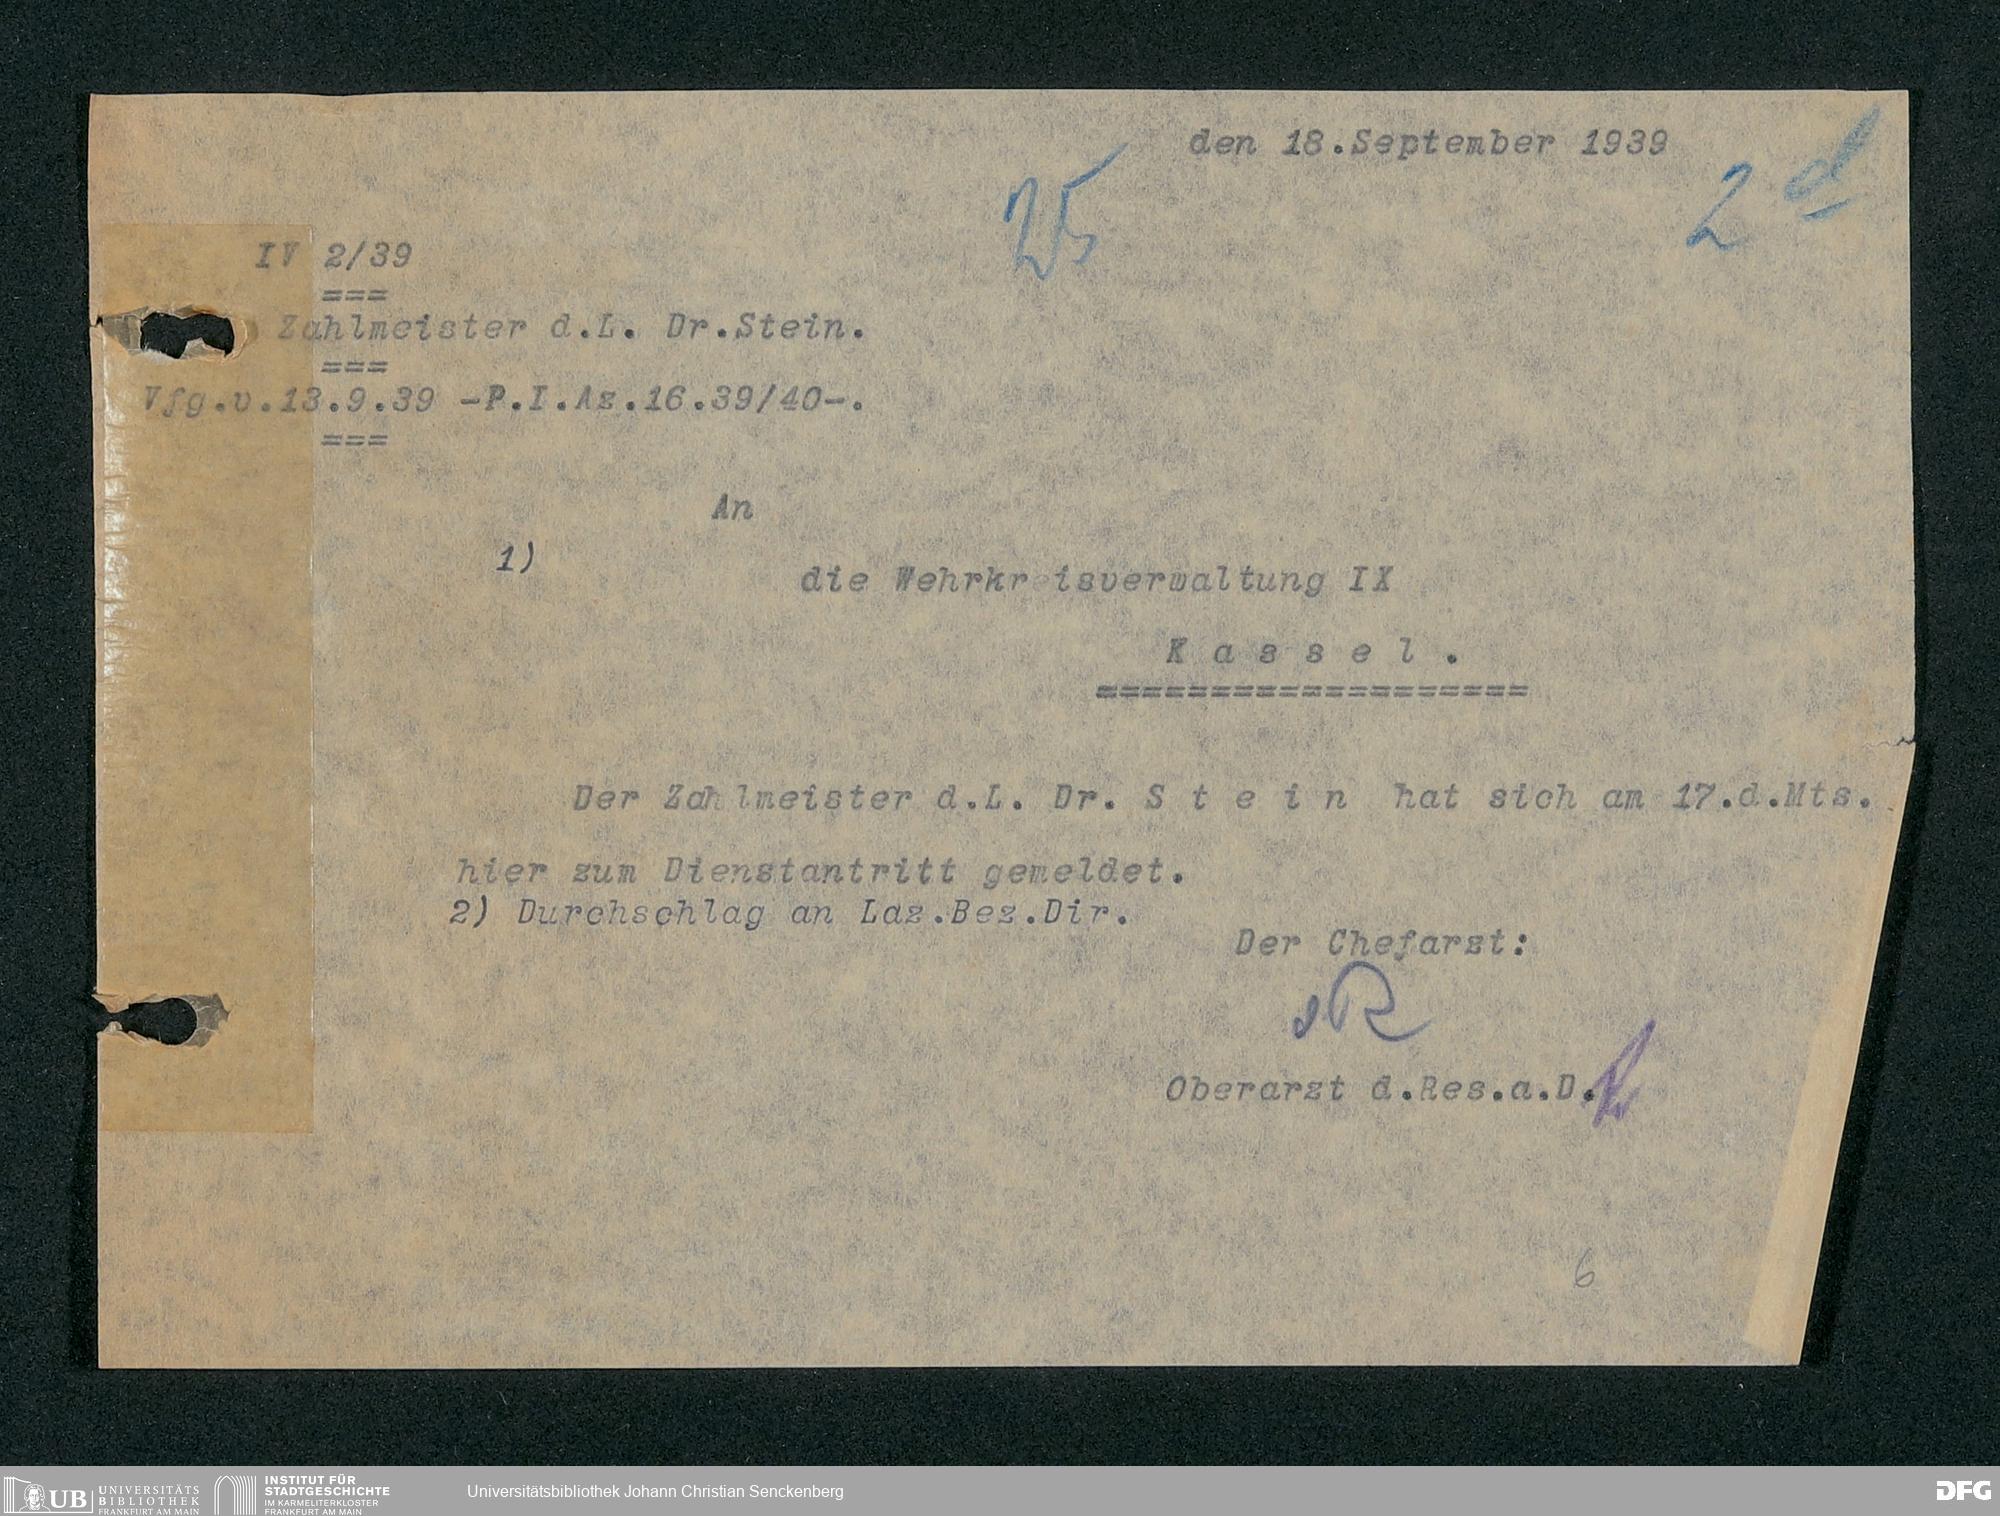 den 18.September 1939
25
2 d
IV 2/39
===
Zahlmeister d.L. Dr.Stein.
===
Vfg.v.13.9.39 -P.I.Az.16.39/40-.
===
An
1)
die Wehrkreisverwaltung IX
K a s s e l .
===================
Der Zahlmeister d.L. Dr. S t e i n hat sich am 17.d.Mts.
hier zum Dienstantritt gemeldet.
2) Durchschlag an Laz.Bez.Dir.
Der Chefarzt:
R
Oberarzt d.Res.a.D.
6
UB UNIVERSITÄTS
BIBLIOTHEK
FRANKFURT AM MAIN
INSTITUT FÜR
STADTGESCHICHTE
IM KARMELITERKLOSTER
FRANKFURT AM MAIN
Universitätsbibliothek Johann Christian Senckenberg
DFG